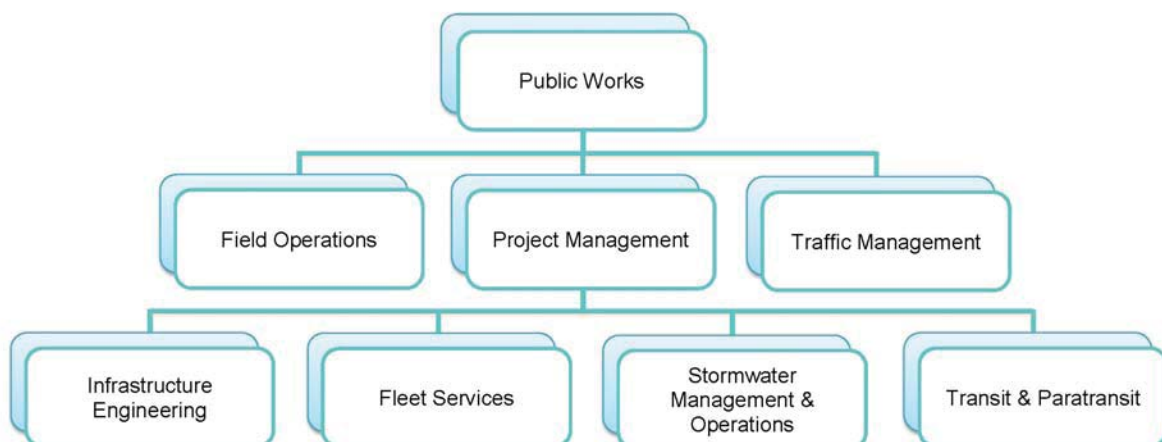 Public Works
Field Operations
Project Management
Traffic Management
Infrastructure
Engineering
Fleet Services
Stormwater
Management &
Operations
Transit & Paratransit